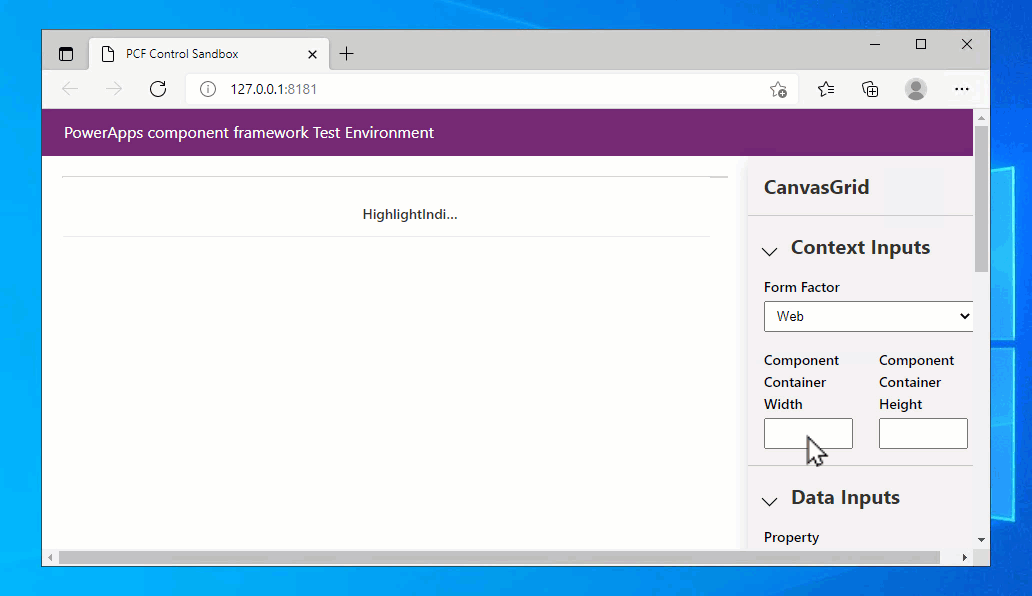 PCF Control Sandbox
127.0.0.1:8181
PowerApps component framework Test Environment
HighlightIndi...
CanvasGrid
Context Inputs
Form Factor
Web
Component Container Width
Component Container Height
Data Inputs
Property